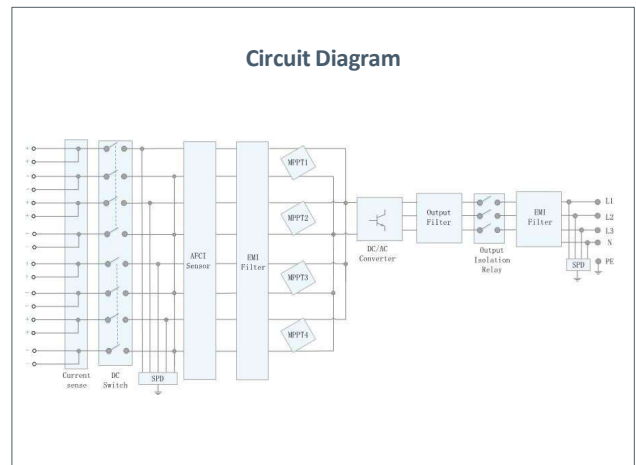 Circuit Diagram
+
+
-
-
+
+
-
-
+
+
-
-
+
+
-
-
Current
sense
DC
Switch
SPD
AFCI
Sensor
EMI
Filter
MPPT1
MPPT2
MPPT3
MPPT4
DC/AC
Converter
Output
Filter
Output
Isolation
Relay
EMI
Filter
L1
L2
L3
N
SPD
PE